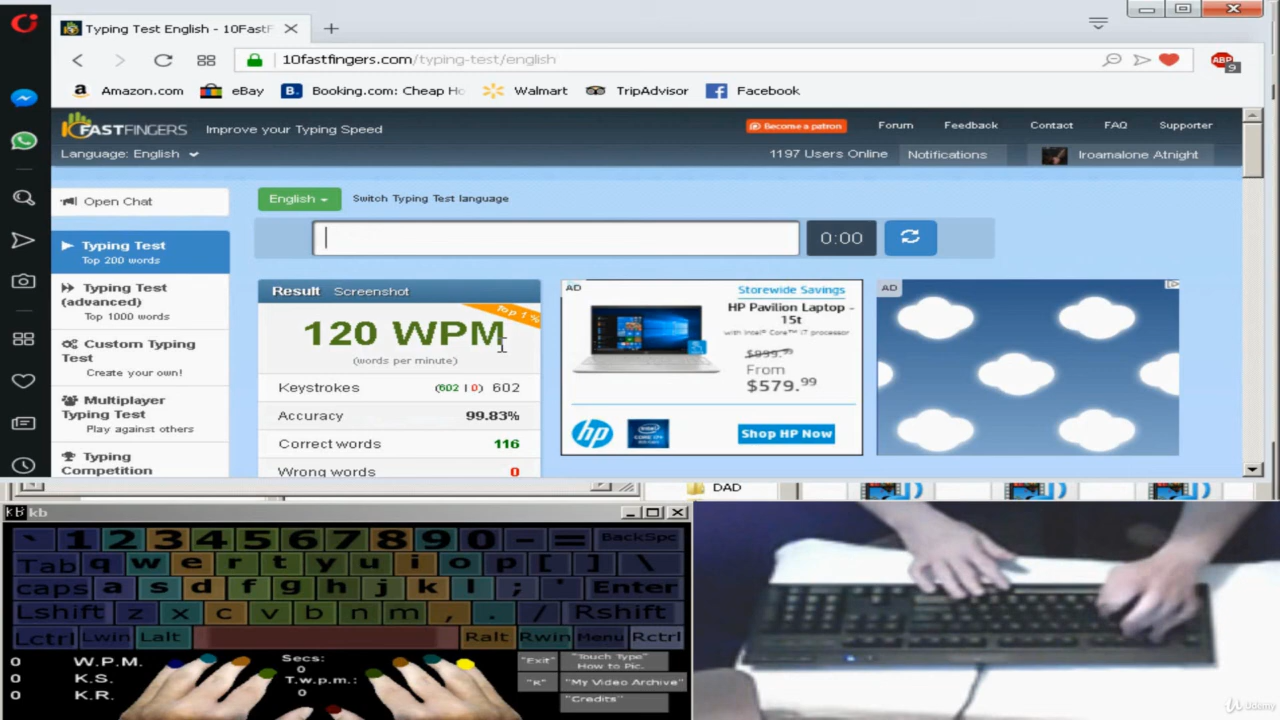 Typing Test English - 10FastF
10fastfingers.com/typing-test/english
ABP
9
Amazon.com
eBay
Booking.com: Cheap Ho
Walmart
TripAdvisor
Facebook
10FASTFINGERS
Improve your Typing Speed
Become a patron
Forum
Feedback
Contact
FAQ
Supporter
Language: English
1197 Users Online
Notifications
Iroamalone Atnight
Open Chat
English
Switch Typing Test language
Typing Test
Top 200 words
0:00
Typing Test
(advanced)
Top 1000 words
Custom Typing
Test
Create your own!
Multiplayer
Typing Test
Play against others
Typing
Competition
Result
Screenshot
Top 1 %
120 WPM
(words per minute)
Keystrokes
(602 | 0) 602
Accuracy
99.83%
Correct words
116
Wrong words
0
AD
Storewide Savings
HP Pavilion Laptop -
15t
with Intel® Core™ i7 processor
$999.99
From
$579.99
hp
Shop HP Now
AD
DAD
kb
` 1 2 3 4 5 6 7 8 9 0 - = BackSpc
Tab q w e r t y u i o p [ ] \
caps a s d f g h j k l ; ' Enter
Lshift z x c v b n m , . / Rshift
Lctrl Lwin Lalt Ralt Rwin Menu Rctrl
0 W.P.M.
0 K.S.
0 K.R.
Secs:
0
T.w.p.m.:
0
"Exit"
"Touch Type"
How to Pic.
"R"
"My Video Archive"
"Credits"
Udemy